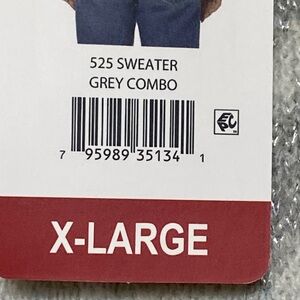 525 SWEATER
GREY COMBO
7 95989 35134 1
X-LARGE